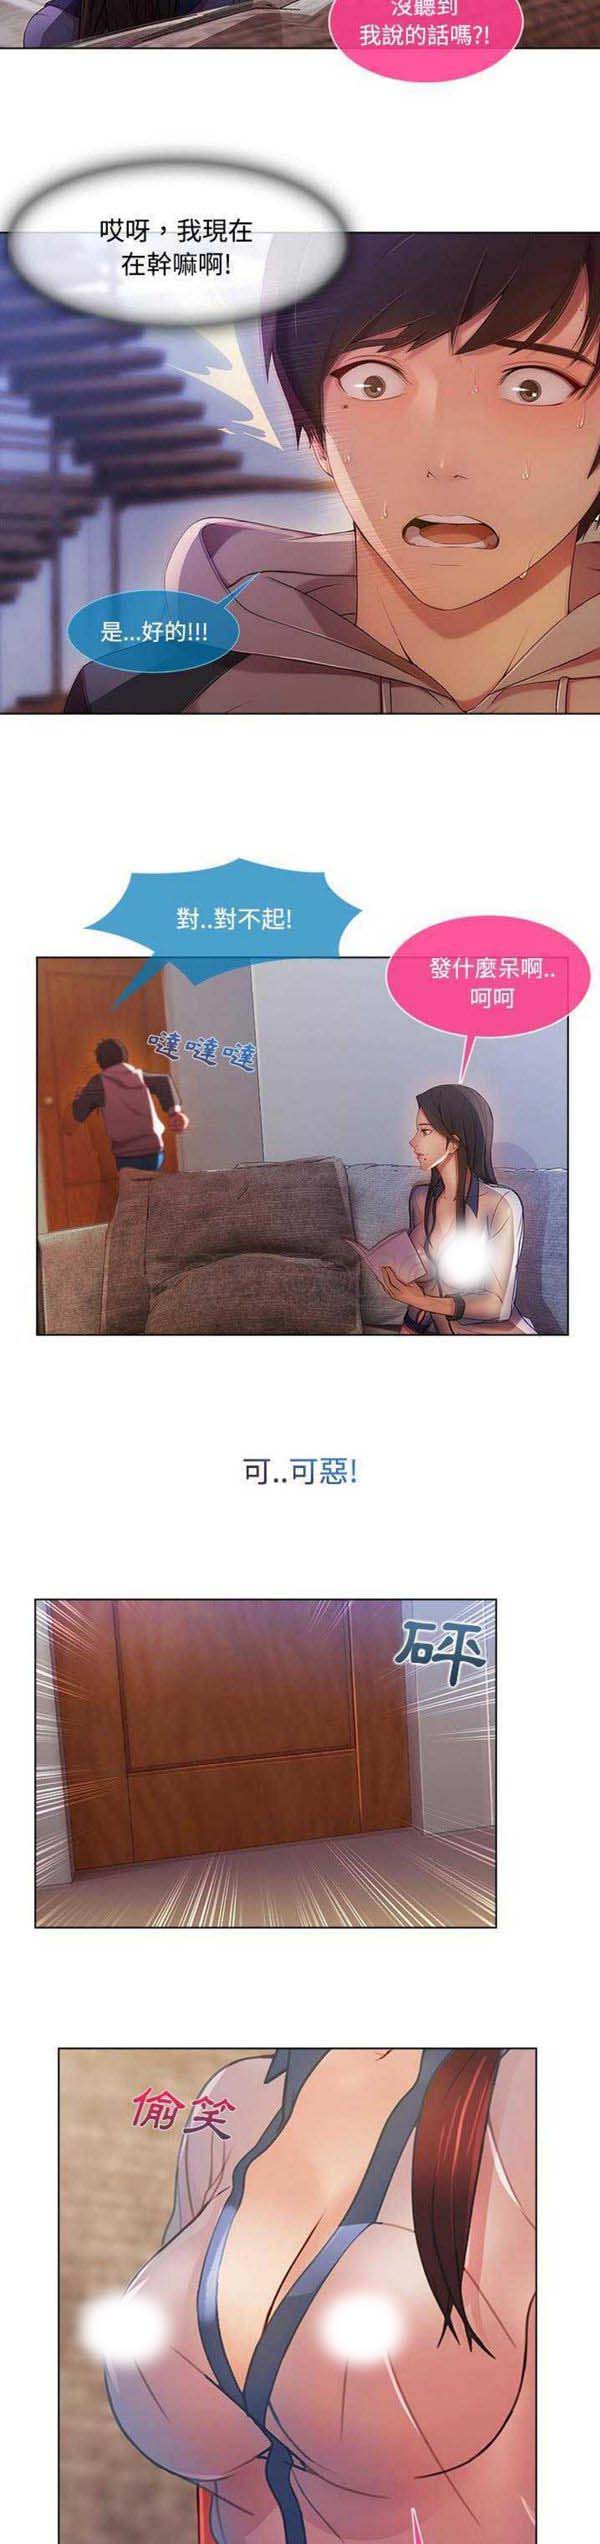 沒聽到
我說的話嗎?!
哎呀，我現在
在幹嘛啊!
是...好的!!!
對..對不起!
發什麼呆啊..
呵呵
噠噠噠
可..可惡!
砰
偷笑